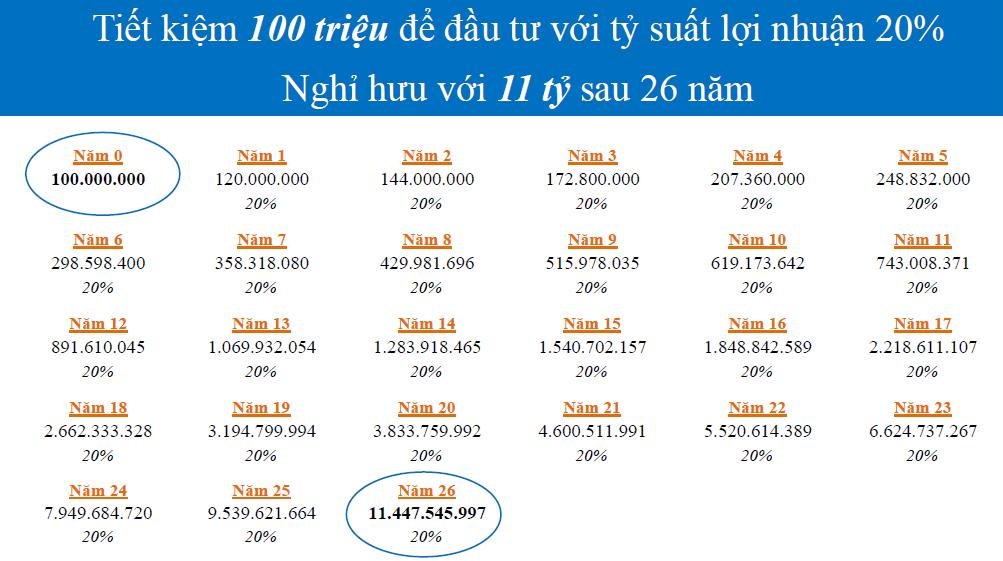 Tiết kiệm 100 triệu để đầu tư với tỷ suất lợi nhuận 20%
Nghỉ hưu với 11 tỷ sau 26 năm
Năm 0 Năm 1 Năm 2 Năm 3 Năm 4 Năm 5
100.000.000 120.000.000 144.000.000 172.800.000 207.360.000 248.832.000
20% 20% 20% 20% 20%
Năm 6 Năm 7 Năm 8 Năm 9 Năm 10 Năm 11
298.598.400 358.318.080 429.981.696 515.978.035 619.173.642 743.008.371
20% 20% 20% 20% 20% 20%
Năm 12 Năm 13 Năm 14 Năm 15 Năm 16 Năm 17
891.610.045 1.069.932.054 1.283.918.465 1.540.702.157 1.848.842.589 2.218.611.107
20% 20% 20% 20% 20% 20%
Năm 18 Năm 19 Năm 20 Năm 21 Năm 22 Năm 23
2.662.333.328 3.194.799.994 3.833.759.992 4.600.511.991 5.520.614.389 6.624.737.267
20% 20% 20% 20% 20% 20%
Năm 24 Năm 25 Năm 26
7.949.684.720 9.539.621.664 11.447.545.997
20% 20% 20%